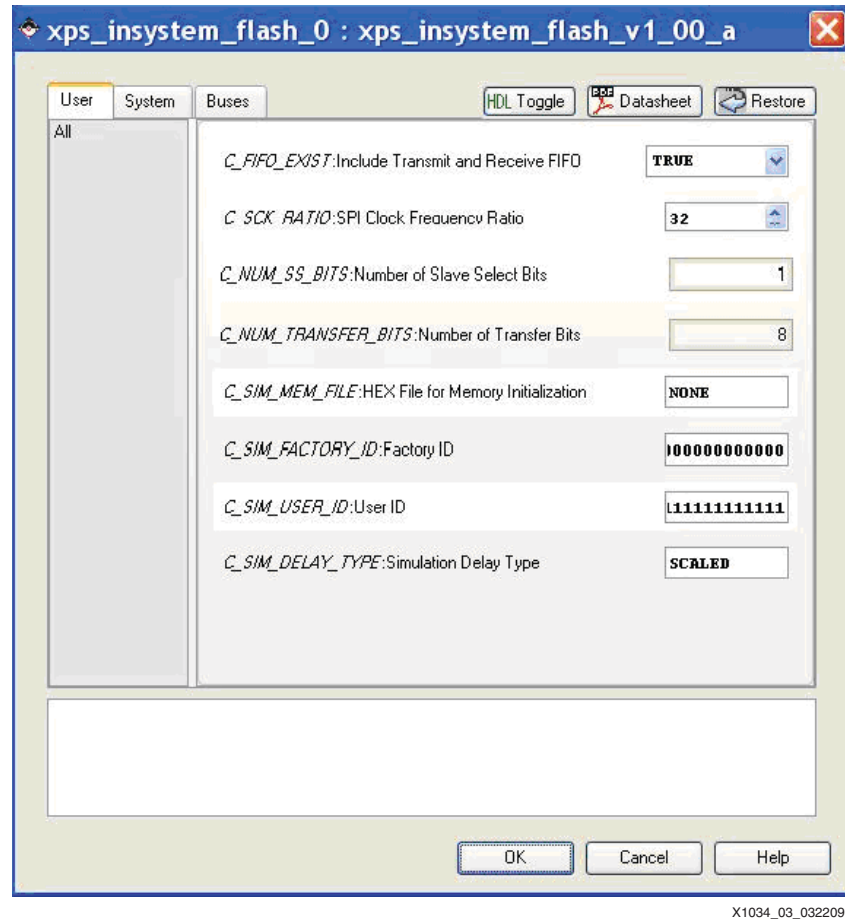 xps_insystem_flash_0 : xps_insystem_flash_v1_00_a
User System Buses HDL Toggle PDF Datasheet Restore
All
C_FIFO_EXIST:Include Transmit and Receive FIFO TRUE
C_SCK_RATIO:SPI Clock Frequency Ratio 32
C_NUM_SS_BITS:Number of Slave Select Bits 1
C_NUM_TRANSFER_BITS:Number of Transfer Bits 8
C_SIM_MEM_FILE:HEX File for Memory Initialization NONE
C_SIM_FACTORY_ID:Factory ID 000000000000
C_SIM_USER_ID:User ID 111111111111
C_SIM_DELAY_TYPE:Simulation Delay Type SCALED
OK Cancel Help
X1034_03_032209